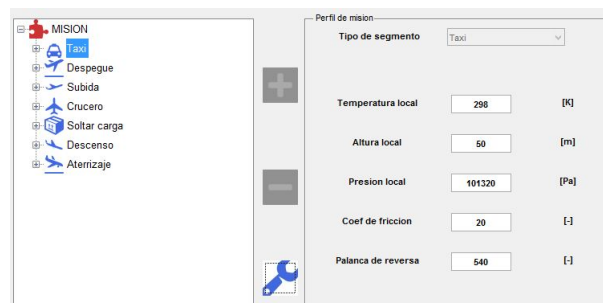 MISION
Taxi
Despegue
Subida
Crucero
Soltar carga
Descenso
Aterrizaje
Perfil de mision
Tipo de segmento Taxi
Temperatura local 298 [K]
Altura local 50 [m]
Presion local 101320 [Pa]
Coef de friccion 20 [-]
Palanca de reversa 540 [-]